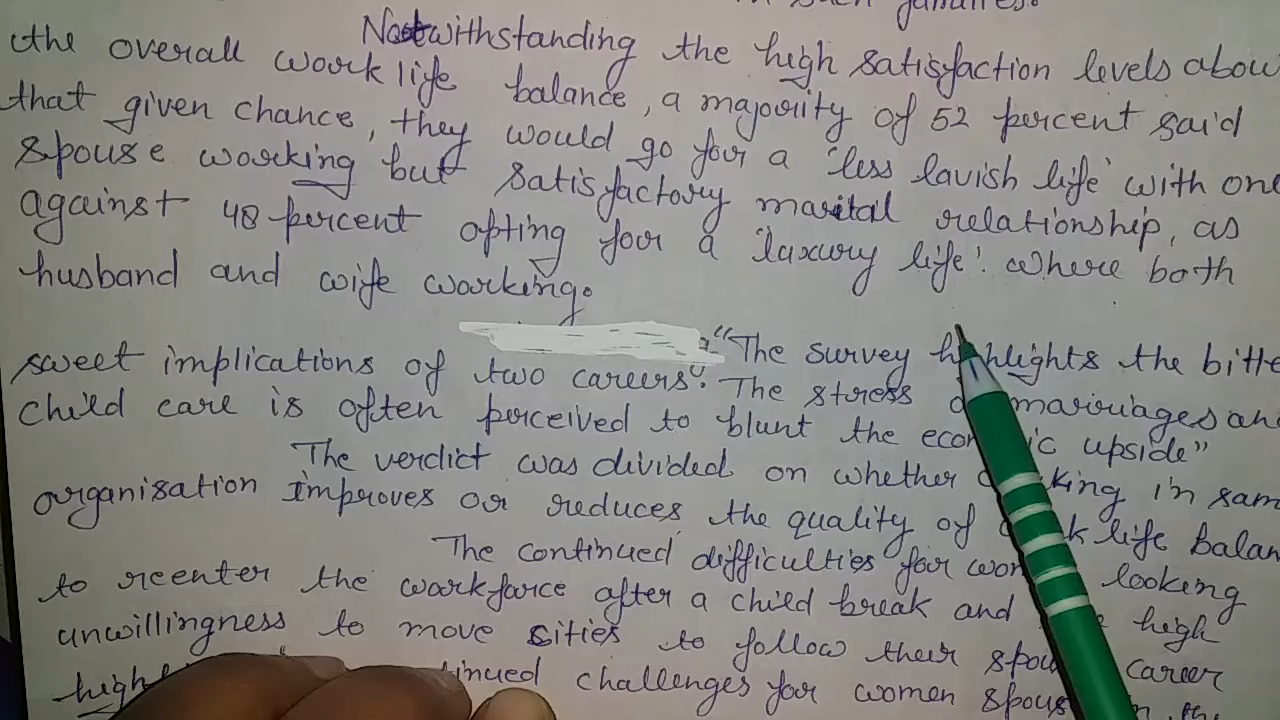 Notwithstanding the high satisfaction levels abou
the overall work life balance, a majority of 52 percent said
that given chance, they would go for a 'less lavish life' with one
spouse working but satisfactory marital relationship, as
against 48 percent opting for a 'luxury life'. where both
husband and wife working.
"The survey highlights the bitte
sweet implications of two careers". The stress marriages an
child care is often perceived to blunt the upside"
The verdict was divided on whether in sam
organisation improves or reduces the quality of life Balan
The continued difficulties for looking
to reenter the workforce after a child break and high
unwillingness to move cities to follow their career
challenges for women